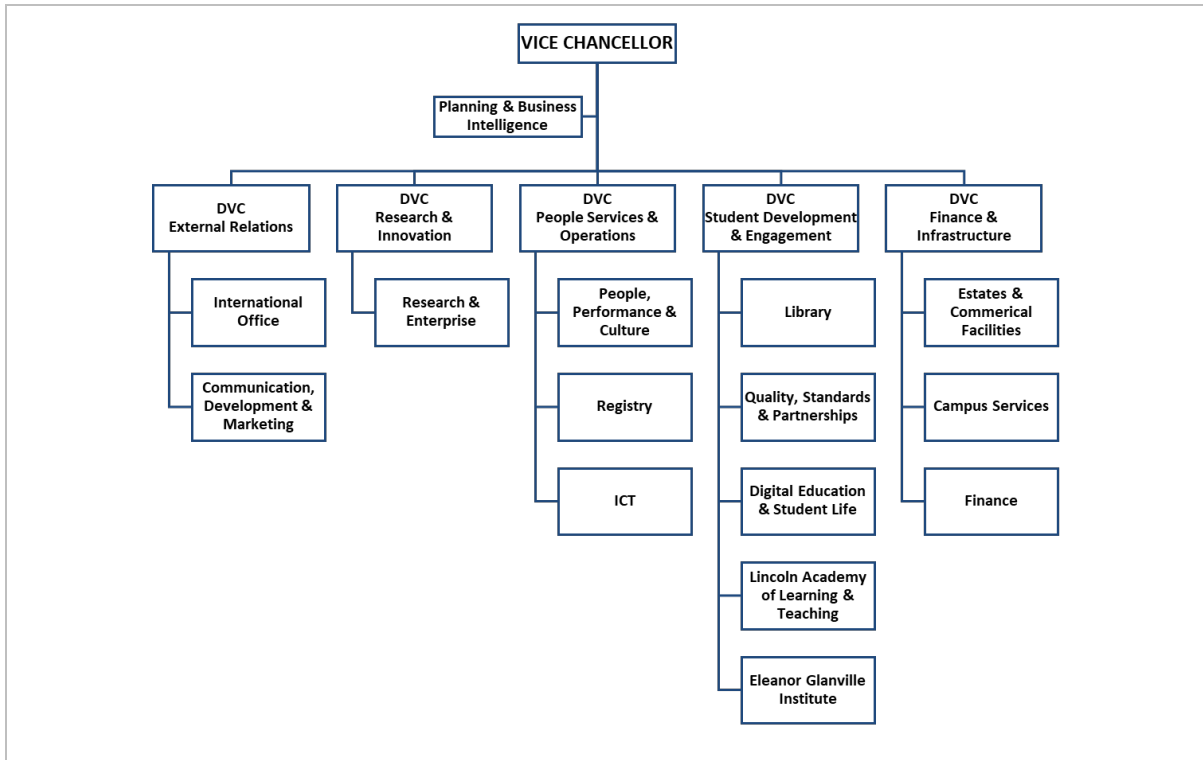 VICE CHANCELLOR
Planning & Business
Intelligence
DVC
External Relations
DVC
Research &
Innovation
DVC
People Services &
Operations
DVC
Student Development
& Engagement
DVC
Finance &
Infrastructure
International
Office
Communication,
Development &
Marketing
Research &
Enterprise
People,
Performance &
Culture
Registry
ICT
Library
Quality, Standards
& Partnerships
Digital Education
& Student Life
Lincoln Academy
of Learning &
Teaching
Eleanor Glanville
Institute
Estates &
Commerical
Facilities
Campus Services
Finance